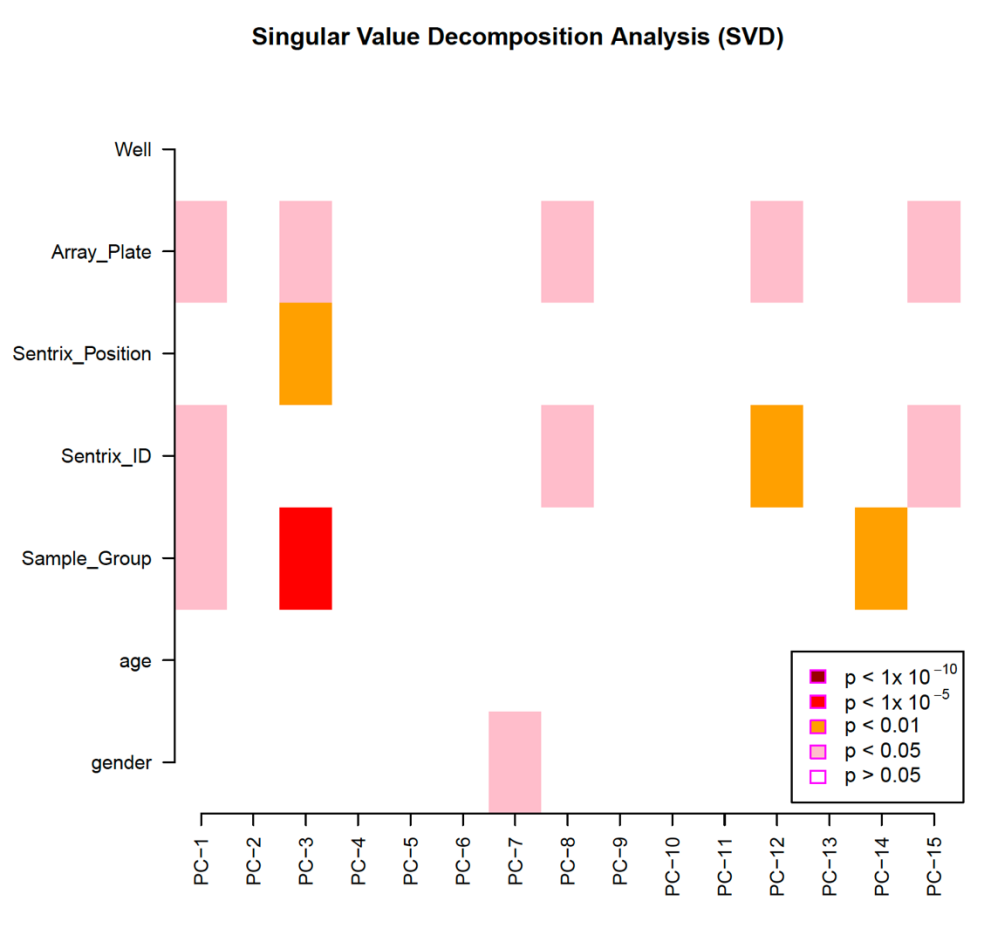 Singular Value Decomposition Analysis (SVD)
Well
Array_Plate
Sentrix_Position
Sentrix_ID
Sample_Group
age
gender
p < 1x 10 −10
p < 1x 10 −5
p < 0.01
p < 0.05
p > 0.05
PC−1
PC−2
PC−3
PC−4
PC−5
PC−6
PC−7
PC−8
PC−9
PC−10
PC−11
PC−12
PC−13
PC−14
PC−15